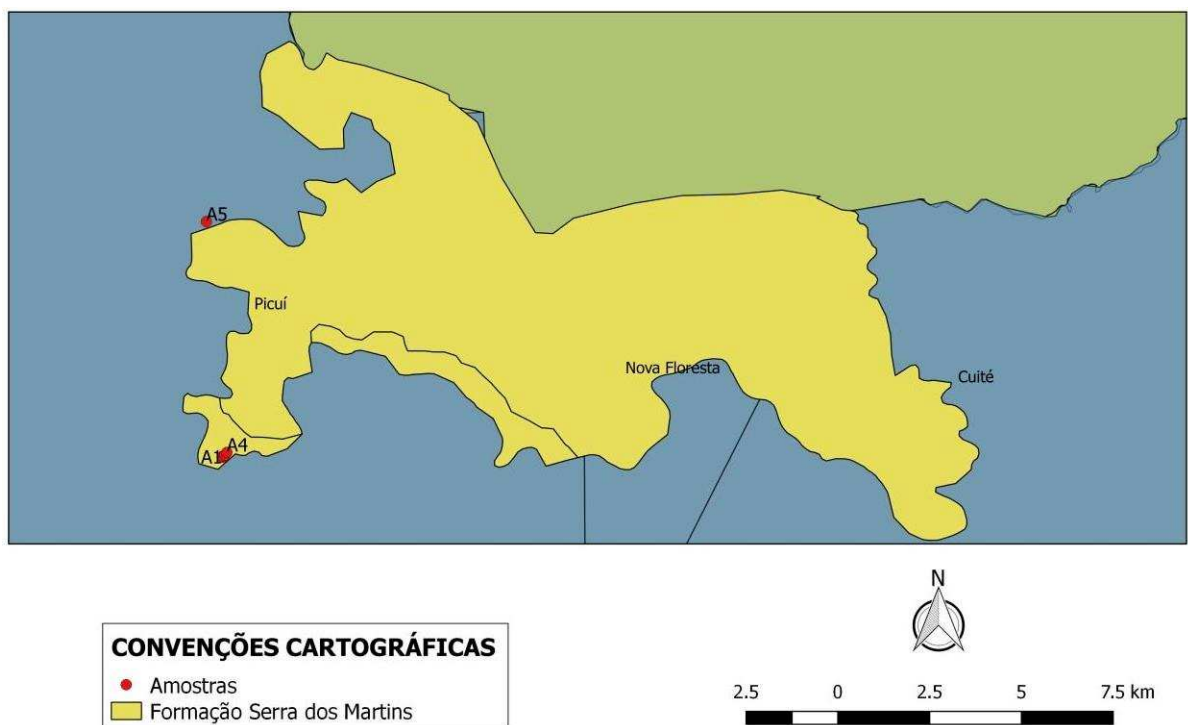 A5
Picuí
Nova Floresta
Cuité
A4
A1
N
CONVENÇÕES CARTOGRÁFICAS
Amostras
Formação Serra dos Martins
2.5 0 2.5 5 7.5 km